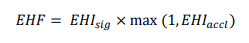 EHF = EHI_sig × max (1, EHI_accl)